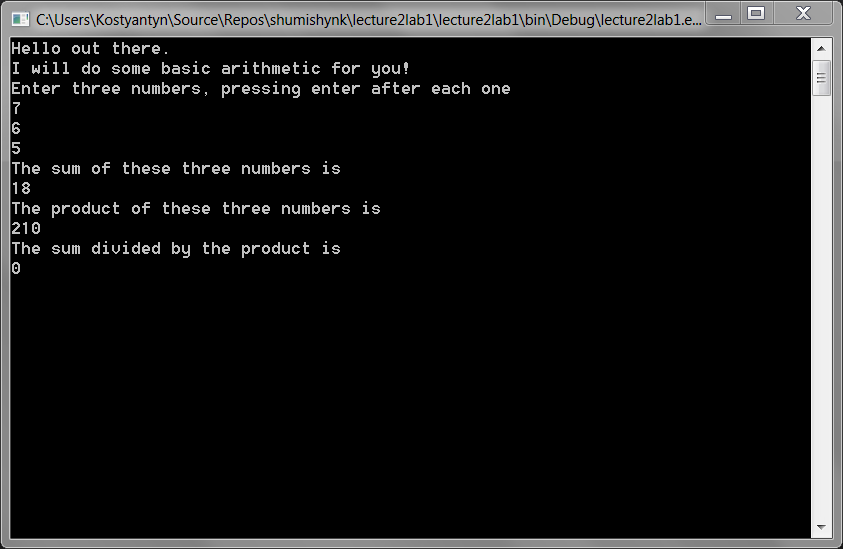 C:\Users\Kostyantyn\Source\Repos\shumishynk\lecture2lab1\lecture2lab1\bin\Debug\lecture2lab1.e...
Hello out there.
I will do some basic arithmetic for you!
Enter three numbers, pressing enter after each one
7
6
5
The sum of these three numbers is
18
The product of these three numbers is
210
The sum divided by the product is
0